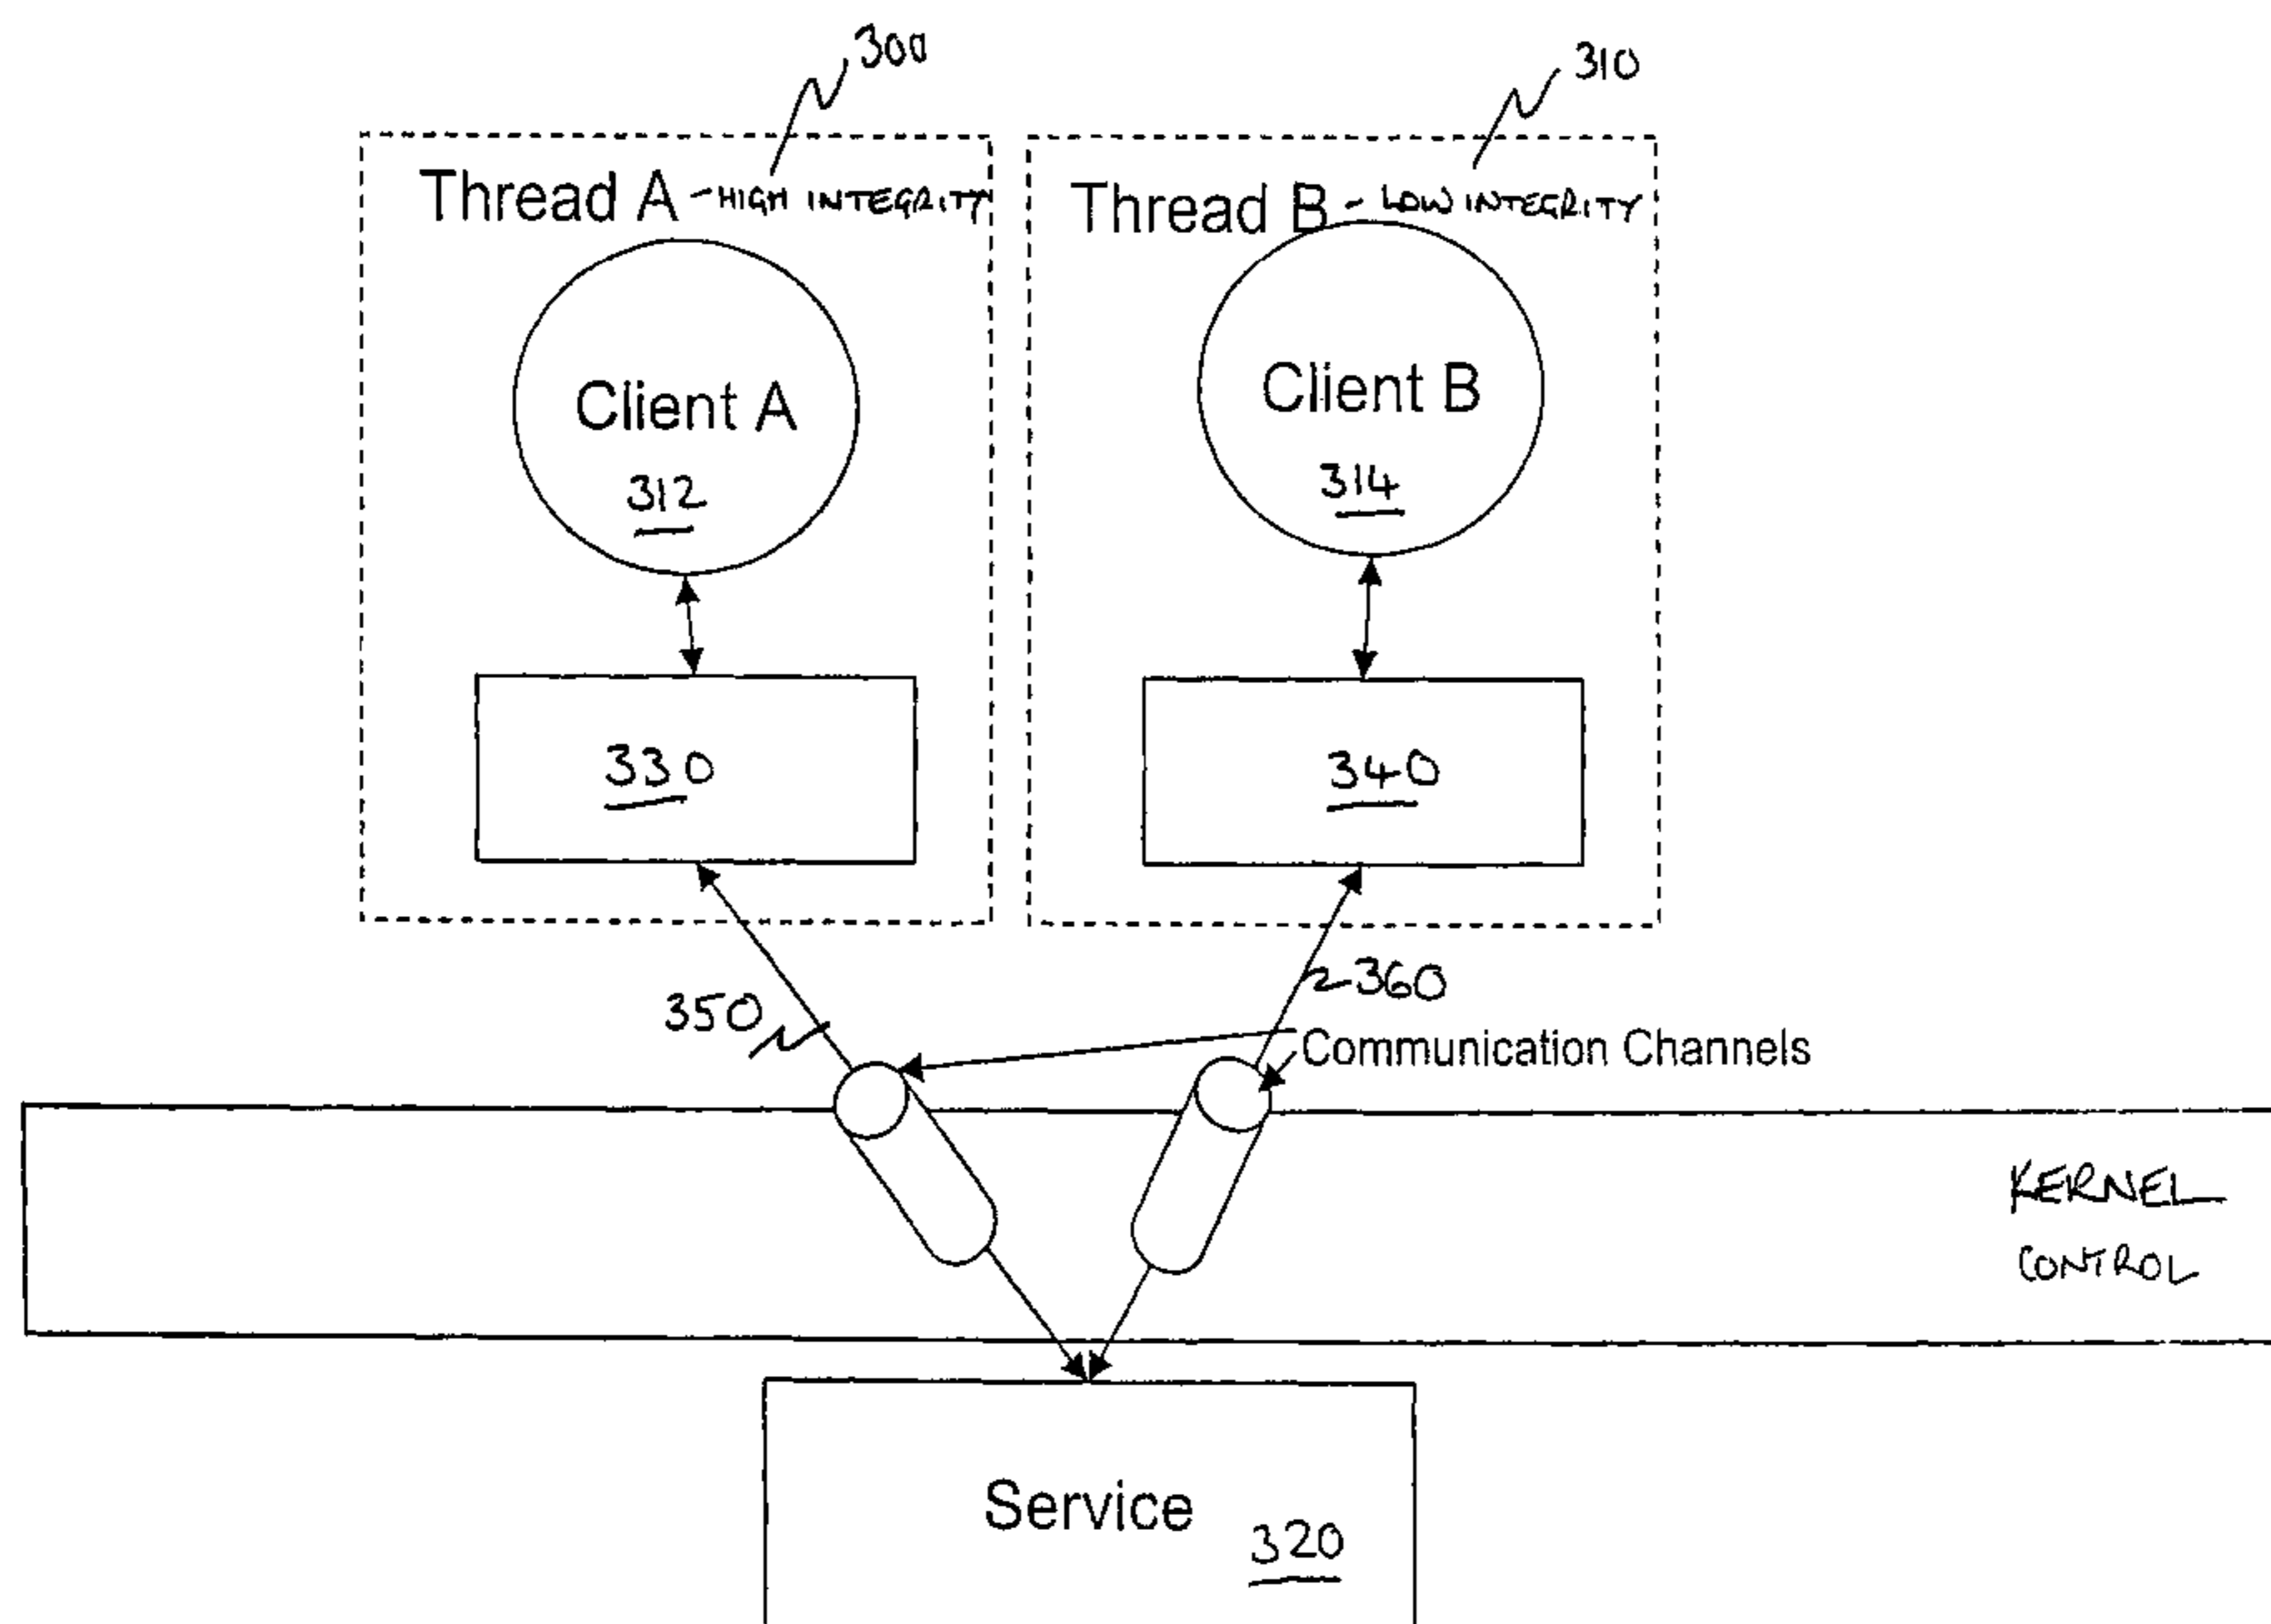 300
310
Thread A - HIGH INTEGRITY
Thread B - LOW INTEGRITY
Client A
312
Client B
314
330
340
350
360
Communication Channels
KERNEL
CONTROL
Service
320